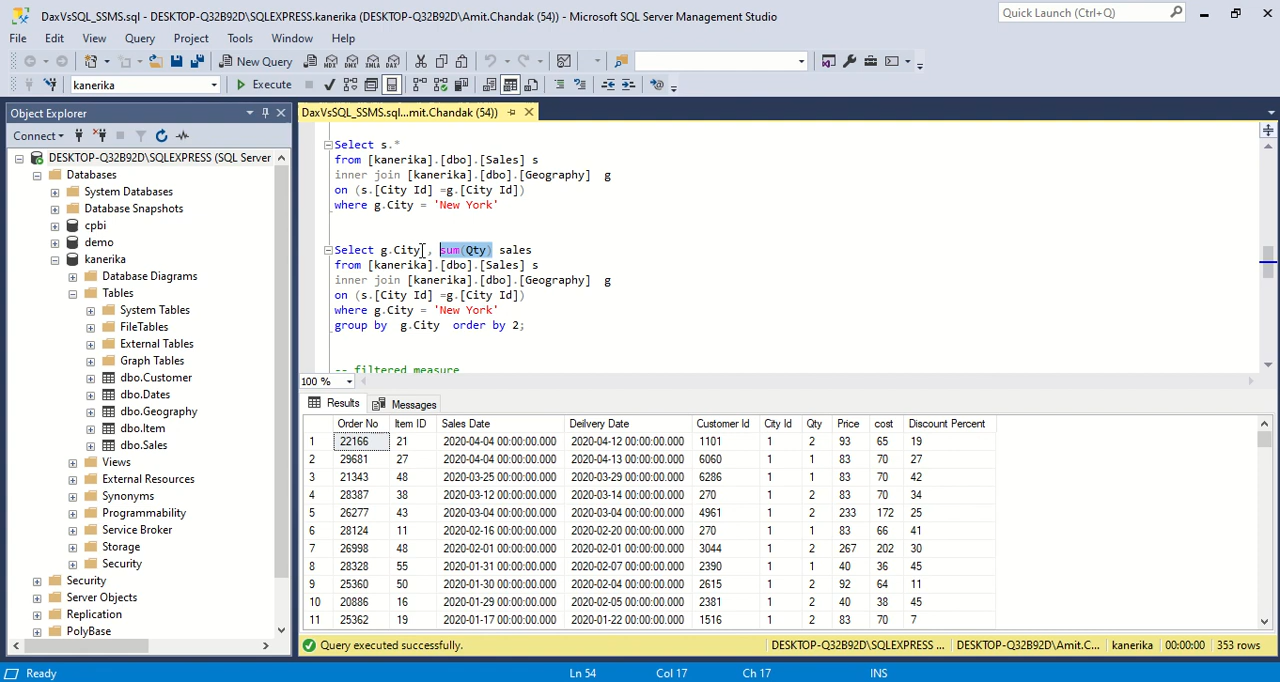 DaxVsSQL_SSMS.sql - DESKTOP-Q32B92D\SQLEXPRESS.kanerika (DESKTOP-Q32B92D\Amit.Chandak (54)) - Microsoft SQL Server Management Studio
Quick Launch (Ctrl+Q)
File Edit View Query Project Tools Window Help
New Query
MDX DMX XMLA DAX
kanerika
Execute
Object Explorer
DaxVsSQL_SSMS.sql...mit.Chandak (54))
Connect
DESKTOP-Q32B92D\SQLEXPRESS (SQL Server
Databases
System Databases
Database Snapshots
cpbi
demo
kanerika
Database Diagrams
Tables
System Tables
FileTables
External Tables
Graph Tables
dbo.Customer
dbo.Dates
dbo.Geography
dbo.Item
dbo.Sales
Views
External Resources
Synonyms
Programmability
Service Broker
Storage
Security
Security
Server Objects
Replication
PolyBase
Select s.*
from [kanerika].[dbo].[Sales] s
inner join [kanerika].[dbo].[Geography] g
on (s.[City Id] =g.[City Id])
where g.City = 'New York'
Select g.City , sum(Qty) sales
from [kanerika].[dbo].[Sales] s
inner join [kanerika].[dbo].[Geography] g
on (s.[City Id] =g.[City Id])
where g.City = 'New York'
group by g.City order by 2;
-- filtered measure
100 %
Results Messages
Order No Item ID Sales Date Deilvery Date Customer Id City Id Qty Price cost Discount Percent
1 22166 21 2020-04-04 00:00:00.000 2020-04-12 00:00:00.000 1101 1 2 93 65 19
2 29681 27 2020-04-04 00:00:00.000 2020-04-13 00:00:00.000 6060 1 1 83 70 27
3 21343 48 2020-03-25 00:00:00.000 2020-03-29 00:00:00.000 6286 1 1 83 70 42
4 28387 38 2020-03-12 00:00:00.000 2020-03-14 00:00:00.000 270 1 2 83 70 34
5 26277 43 2020-03-04 00:00:00.000 2020-03-04 00:00:00.000 4961 1 2 233 172 25
6 28124 11 2020-02-16 00:00:00.000 2020-02-20 00:00:00.000 270 1 1 83 66 41
7 26998 48 2020-02-01 00:00:00.000 2020-02-01 00:00:00.000 3044 1 2 267 202 30
8 28328 55 2020-01-31 00:00:00.000 2020-02-07 00:00:00.000 2390 1 1 40 36 45
9 25360 50 2020-01-30 00:00:00.000 2020-02-04 00:00:00.000 2615 1 2 92 64 11
10 20886 16 2020-01-29 00:00:00.000 2020-02-05 00:00:00.000 2381 1 2 40 38 45
11 25362 19 2020-01-17 00:00:00.000 2020-01-22 00:00:00.000 1516 1 1 83 70 7
Query executed successfully.
DESKTOP-Q32B92D\SQLEXPRESS ... DESKTOP-Q32B92D\Amit.C... kanerika 00:00:00 353 rows
Ready
Ln 54 Col 17 Ch 17 INS